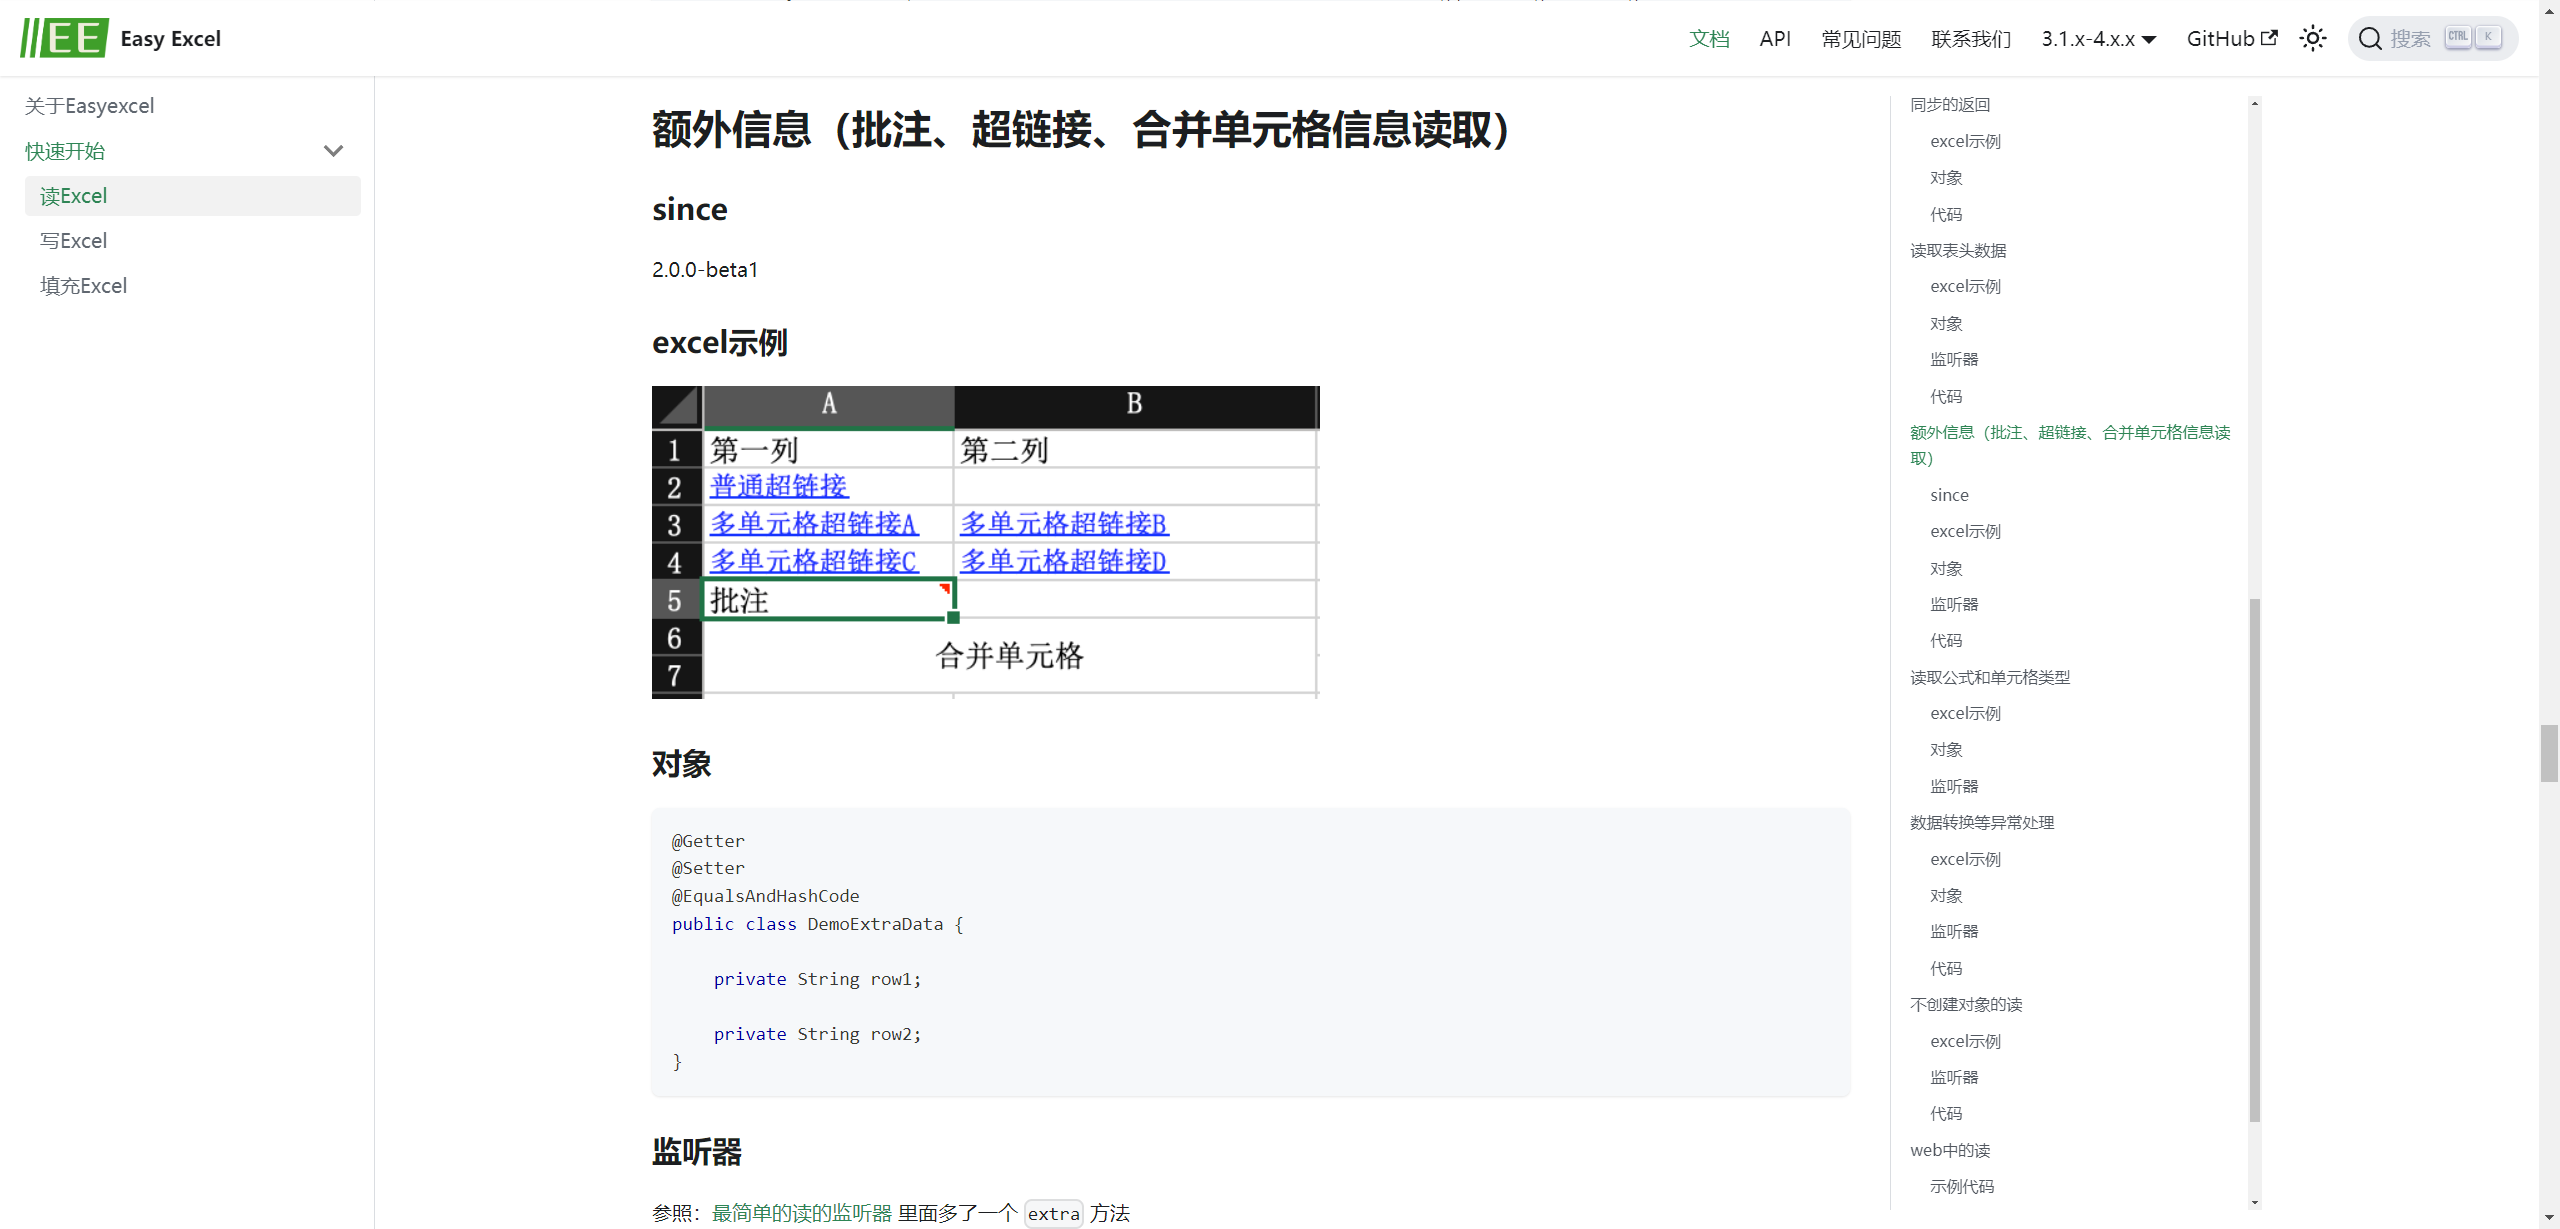 EE Easy Excel
文档 API 常见问题 联系我们 3.1.x-4.x.x GitHub 搜索 CTRL K
关于Easyexcel
快速开始
读Excel
写Excel
填充Excel
额外信息（批注、超链接、合并单元格信息读取）
since
2.0.0-beta1
excel示例
A B
1 第一列 第二列
2 普通超链接
3 多单元格超链接A 多单元格超链接B
4 多单元格超链接C 多单元格超链接D
5 批注
6
合并单元格
7
对象
@Getter
@Setter
@EqualsAndHashCode
public class DemoExtraData {
private String row1;
private String row2;
}
监听器
参照：最简单的读的监听器 里面多了一个 extra 方法
同步的返回
excel示例
对象
代码
读取表头数据
excel示例
对象
监听器
代码
额外信息（批注、超链接、合并单元格信息读
取）
since
excel示例
对象
监听器
代码
读取公式和单元格类型
excel示例
对象
监听器
数据转换等异常处理
excel示例
对象
监听器
代码
不创建对象的读
excel示例
监听器
代码
web中的读
示例代码